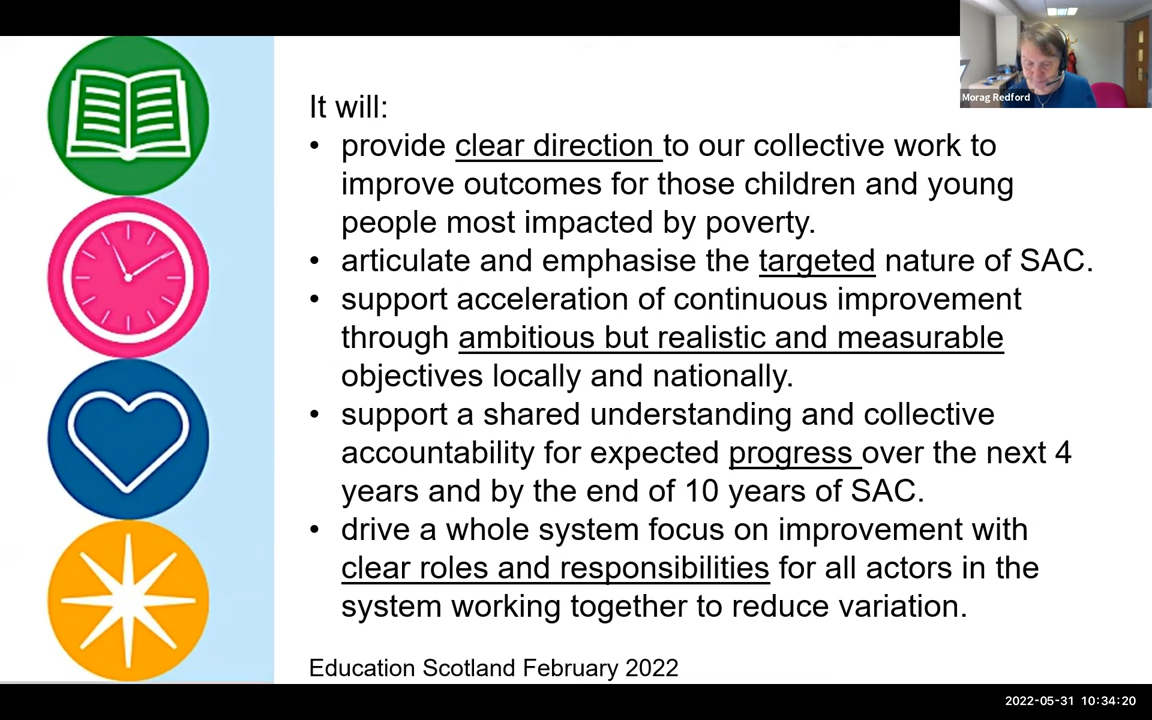 Morag Redford
It will:
• provide clear direction to our collective work to
improve outcomes for those children and young
people most impacted by poverty.
• articulate and emphasise the targeted nature of SAC.
• support acceleration of continuous improvement
through ambitious but realistic and measurable
objectives locally and nationally.
• support a shared understanding and collective
accountability for expected progress over the next 4
years and by the end of 10 years of SAC.
• drive a whole system focus on improvement with
clear roles and responsibilities for all actors in the
system working together to reduce variation.
Education Scotland February 2022
2022-05-31 10:34:20